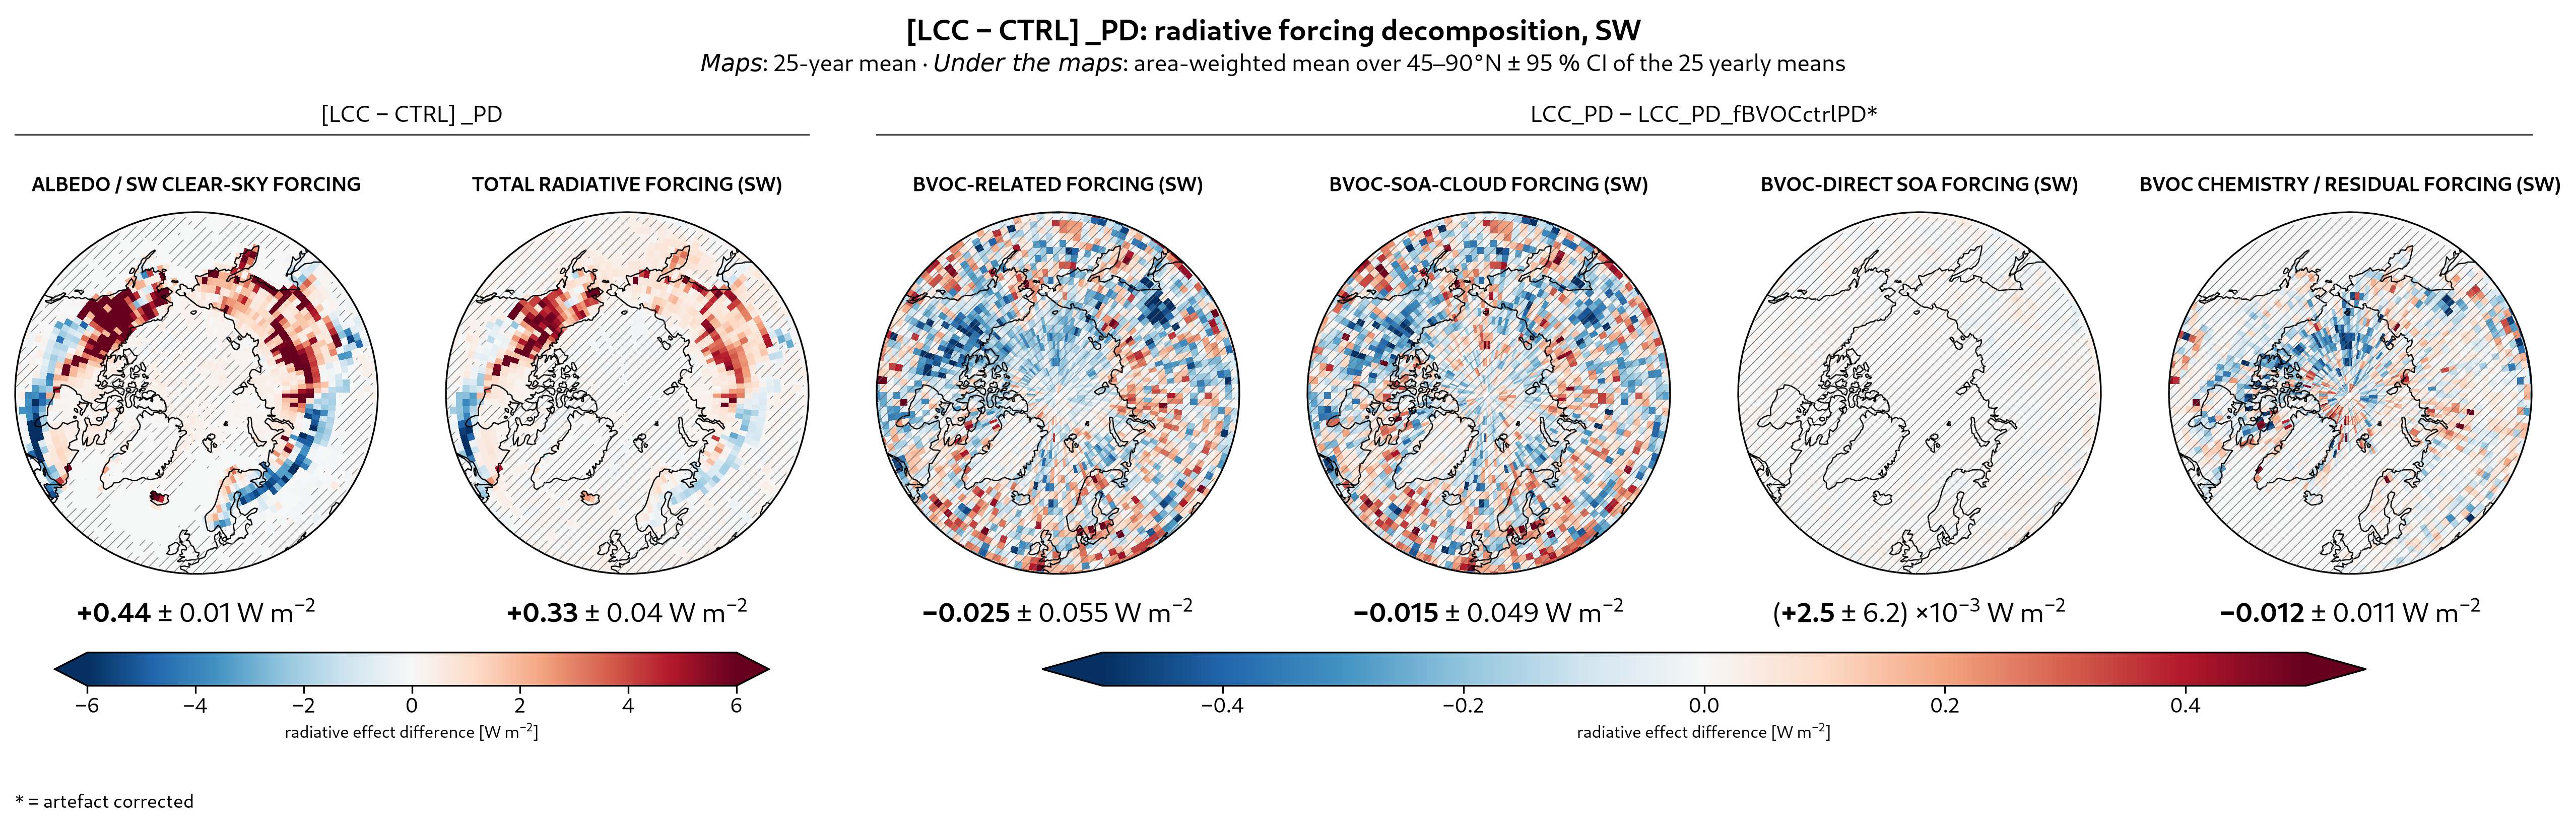 [LCC − CTRL] _PD: radiative forcing decomposition, SW
Maps: 25-year mean · Under the maps: area-weighted mean over 45–90°N ± 95 % CI of the 25 yearly means
[LCC − CTRL] _PD
LCC_PD − LCC_PD_fBVOCctrlPD*
ALBEDO / SW CLEAR-SKY FORCING
TOTAL RADIATIVE FORCING (SW)
BVOC-RELATED FORCING (SW)
BVOC-SOA-CLOUD FORCING (SW)
BVOC-DIRECT SOA FORCING (SW)
BVOC CHEMISTRY / RESIDUAL FORCING (SW)
+0.44 ± 0.01 W m⁻²
+0.33 ± 0.04 W m⁻²
−0.025 ± 0.055 W m⁻²
−0.015 ± 0.049 W m⁻²
(+2.5 ± 6.2) ×10⁻³ W m⁻²
−0.012 ± 0.011 W m⁻²
−6 −4 −2 0 2 4 6
radiative effect difference [W m⁻²]
−0.4 −0.2 0.0 0.2 0.4
radiative effect difference [W m⁻²]
* = artefact corrected